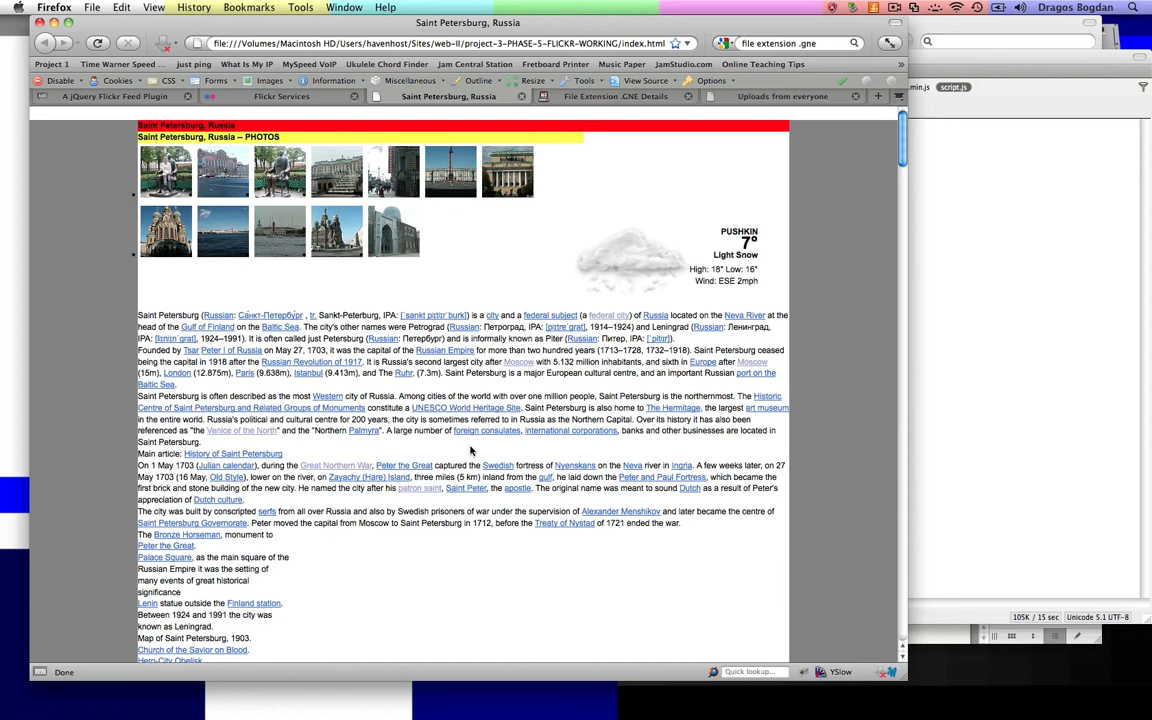 Firefox File Edit View History Bookmarks Tools Window Help Dragos Bogdan
Saint Petersburg, Russia
file:///Volumes/Macintosh HD/Users/havenhost/Sites/web-II/project-3-PHASE-5-FLICKR-WORKING/index.html file extension .gne
Project 1 Time Warner Speed ... just ping What Is My IP MySpeed VoIP Ukulele Chord Finder Jam Central Station Fretboard Printer Music Paper JamStudio.com Online Teaching Tips »
Disable Cookies CSS Forms Images Information Miscellaneous Outline Resize Tools View Source Options
A jQuery Flickr Feed Plugin Flickr Services Saint Petersburg, Russia File Extension .GNE Details Uploads from everyone
min.js script.js
Saint Petersburg, Russia
Saint Petersburg, Russia -- PHOTOS
PUSHKIN
7°
Light Snow
High: 18° Low: 16°
Wind: ESE 2mph
Saint Petersburg (Russian: Санкт-Петербу́рг , tr. Sankt-Peterburg, IPA: ) is a city and a federal subject (a federal city) of Russia located on the Neva River at the
head of the Gulf of Finland on the Baltic Sea. The city's other names were Petrograd (Russian: Петроград, IPA: 1914–1924) and Leningrad (Russian: Ленинград,
IPA: 1924–1991). It is often called just Petersburg (Russian: Петербург) and is informally known as Piter (Russian: Питер, IPA: ).
Founded by Tsar Peter I of Russia on May 27, 1703, it was the capital of the Russian Empire for more than two hundred years (1713–1728, 1732–1918). Saint Petersburg ceased
being the capital in 1918 after the Russian Revolution of 1917. It is Russia's second largest city after Moscow with 5.132 million inhabitants, and sixth in Europe after Moscow
(15m), London (12.875m), Paris (9.638m), Istanbul (9.413m), and The Ruhr, (7.3m). Saint Petersburg is a major European cultural centre, and an important Russian port on the
Baltic Sea.
Saint Petersburg is often described as the most Western city of Russia. Among cities of the world with over one million people, Saint Petersburg is the northernmost. The Historic
Centre of Saint Petersburg and Related Groups of Monuments constitute a UNESCO World Heritage Site. Saint Petersburg is also home to The Hermitage, the largest art museum
in the entire world. Russia's political and cultural centre for 200 years, the city is sometimes referred to in Russia as the Northern Capital. Over its history it has also been
referenced as "the Venice of the North" and the "Northern Palmyra". A large number of foreign consulates, international corporations, banks and other businesses are located in
Saint Petersburg.
Main article: History of Saint Petersburg
On 1 May 1703 (Julian calendar), during the Great Northern War, Peter the Great captured the Swedish fortress of Nyenskans on the Neva river in Ingria. A few weeks later, on 27
May 1703 (16 May, Old Style), lower on the river, on Zayachy (Hare) Island, three miles (5 km) inland from the gulf, he laid down the Peter and Paul Fortress, which became the
first brick and stone building of the new city. He named the city after his patron saint, Saint Peter, the apostle. The original name was meant to sound Dutch as a result of Peter's
appreciation of Dutch culture.
The city was built by conscripted serfs from all over Russia and also by Swedish prisoners of war under the supervision of Alexander Menshikov and later became the centre of
Saint Petersburg Governorate. Peter moved the capital from Moscow to Saint Petersburg in 1712, before the Treaty of Nystad of 1721 ended the war.
The Bronze Horseman, monument to
Peter the Great.
Palace Square, as the main square of the
Russian Empire it was the setting of
many events of great historical
significance
Lenin statue outside the Finland station.
Between 1924 and 1991 the city was
known as Leningrad.
Map of Saint Petersburg, 1903.
Church of the Savior on Blood.
Hero-City Obelisk
105K / 15 sec Unicode 5.1 UTF-8
Done Quick lookup... YSlow